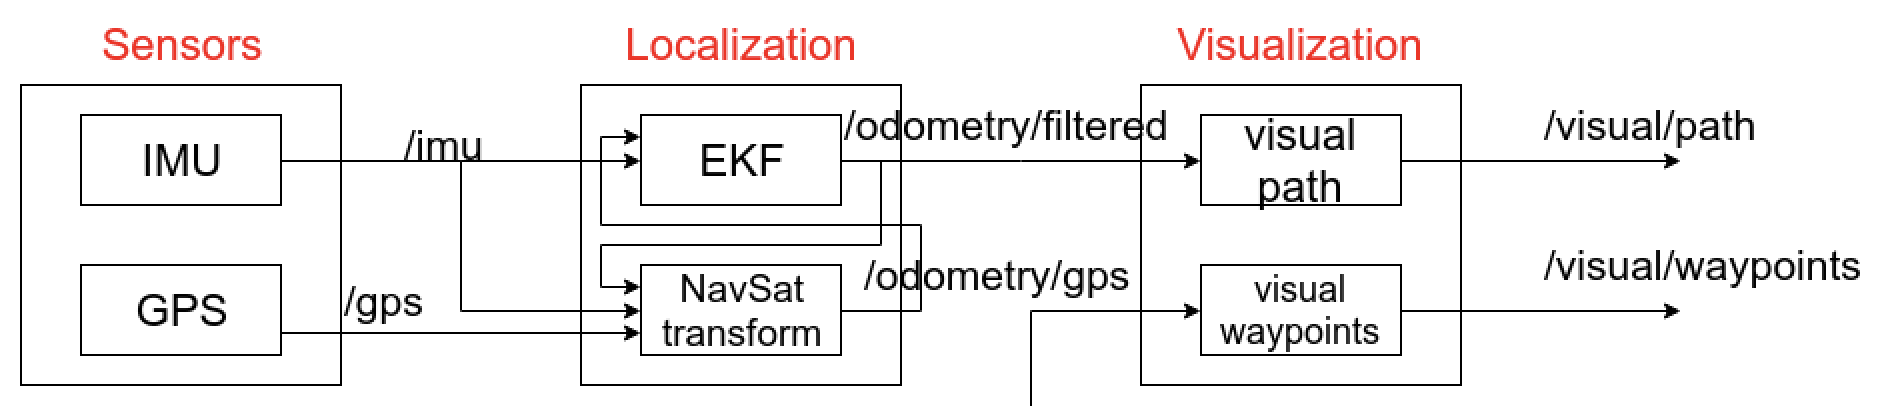 Sensors
Localization
Visualization
IMU
/imu
EKF
/odometry/filtered
visual
path
/visual/path
GPS
/gps
NavSat
transform
/odometry/gps
visual
waypoints
/visual/waypoints